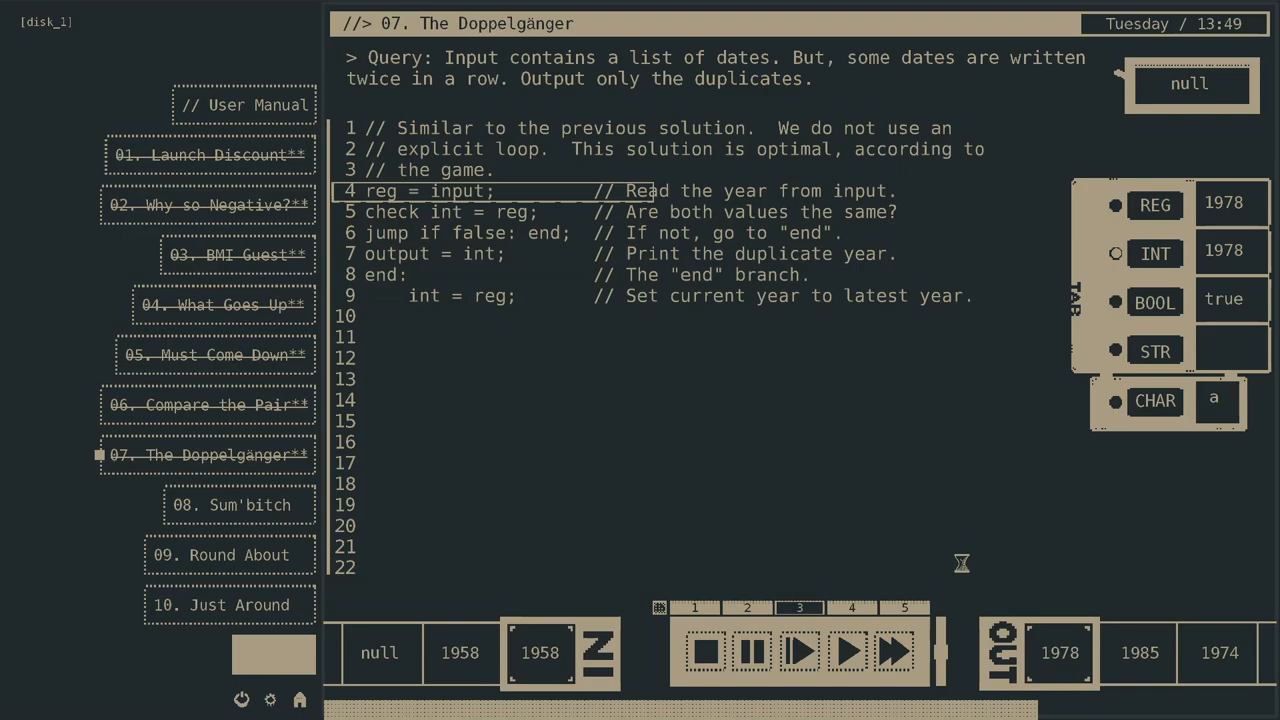 [disk_1]
//> 07. The Doppelgänger
Tuesday / 13:49
> Query: Input contains a list of dates. But, some dates are written
twice in a row. Output only the duplicates.
null
// User Manual
01. Launch Discount**
02. Why so Negative?**
03. BMI Guest**
04. What Goes Up**
05. Must Come Down**
06. Compare the Pair**
07. The Doppelgänger**
08. Sum'bitch
09. Round About
10. Just Around
1 // Similar to the previous solution.  We do not use an
2 // explicit loop.  This solution is optimal, according to
3 // the game.
4 reg = input;         // Read the year from input.
5 check int = reg;     // Are both values the same?
6 jump if false: end;  // If not, go to "end".
7 output = int;        // Print the duplicate year.
8 end:                 // The "end" branch.
9     int = reg;       // Set current year to latest year.
10
11
12
13
14
15
16
17
18
19
20
21
22
REG 1978
INT 1978
BOOL true
STR
CHAR a
1 2 3 4 5
null 1958 1958 IN
OUT 1978 1985 1974